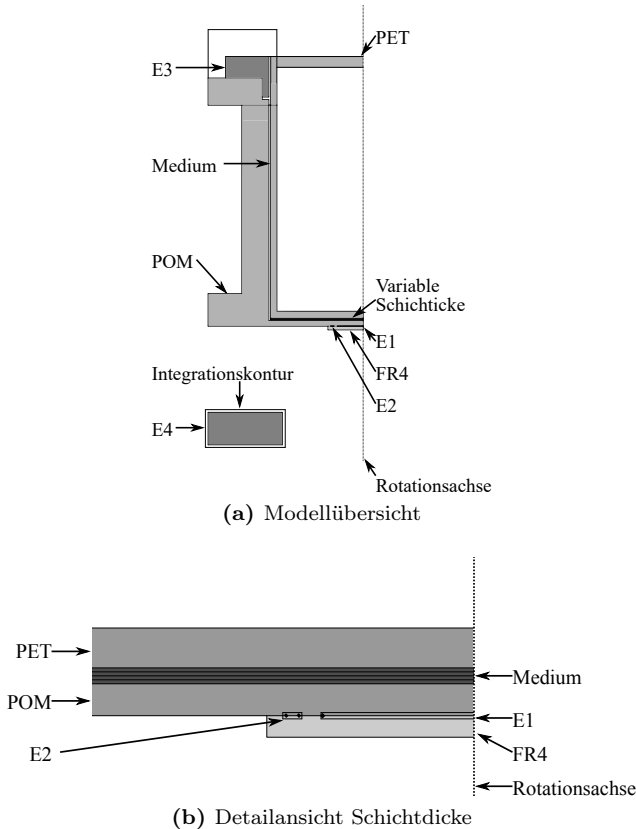 PET
E3
Medium
POM
Variable
Schichticke
E1
FR4
E2
Integrationskontur
E4
Rotationsachse
(a) Modellübersicht
PET
Medium
POM
E1
E2
FR4
Rotationsachse
(b) Detailansicht Schichtdicke